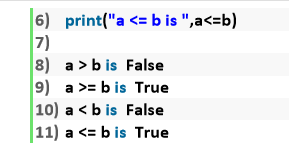 6) print("a <= b is ",a<=b)
7)
8) a > b is  False
9) a >= b is  True
10) a < b is  False
11) a <= b is  True